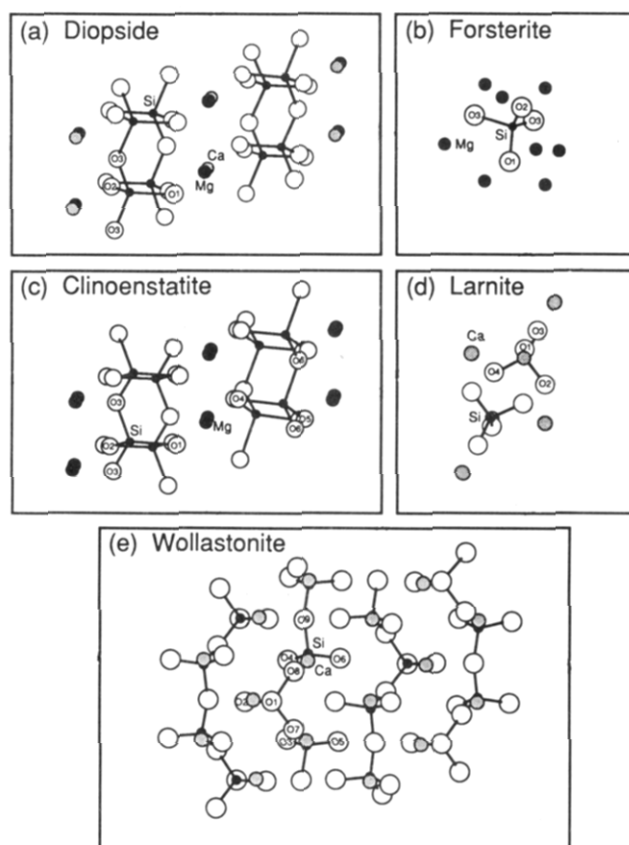 (a) Diopside
Si
Ca
Mg
O3
O2
O1
O3
(b) Forsterite
O3
O2
O3
Si
Mg
O1
(c) Clinoenstatite
O6
O3
O4
Si
O5
Mg
O6
O2
O1
O3
(d) Larnite
O3
Ca
O1
O4
O2
Si
(e) Wollastonite
O9
Si
O4
O6
Ca
O8
O2
O1
O7
O3
O5